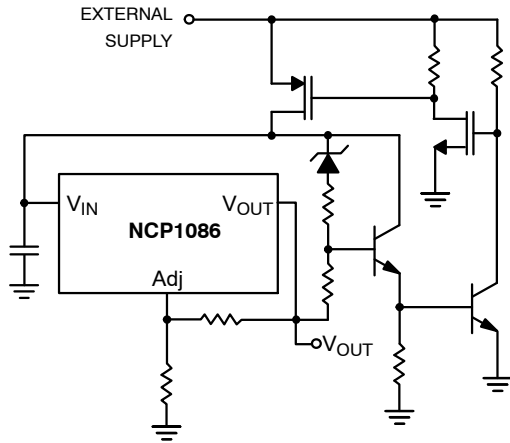 EXTERNAL
SUPPLY
VIN
VOUT
NCP1086
Adj
VOUT